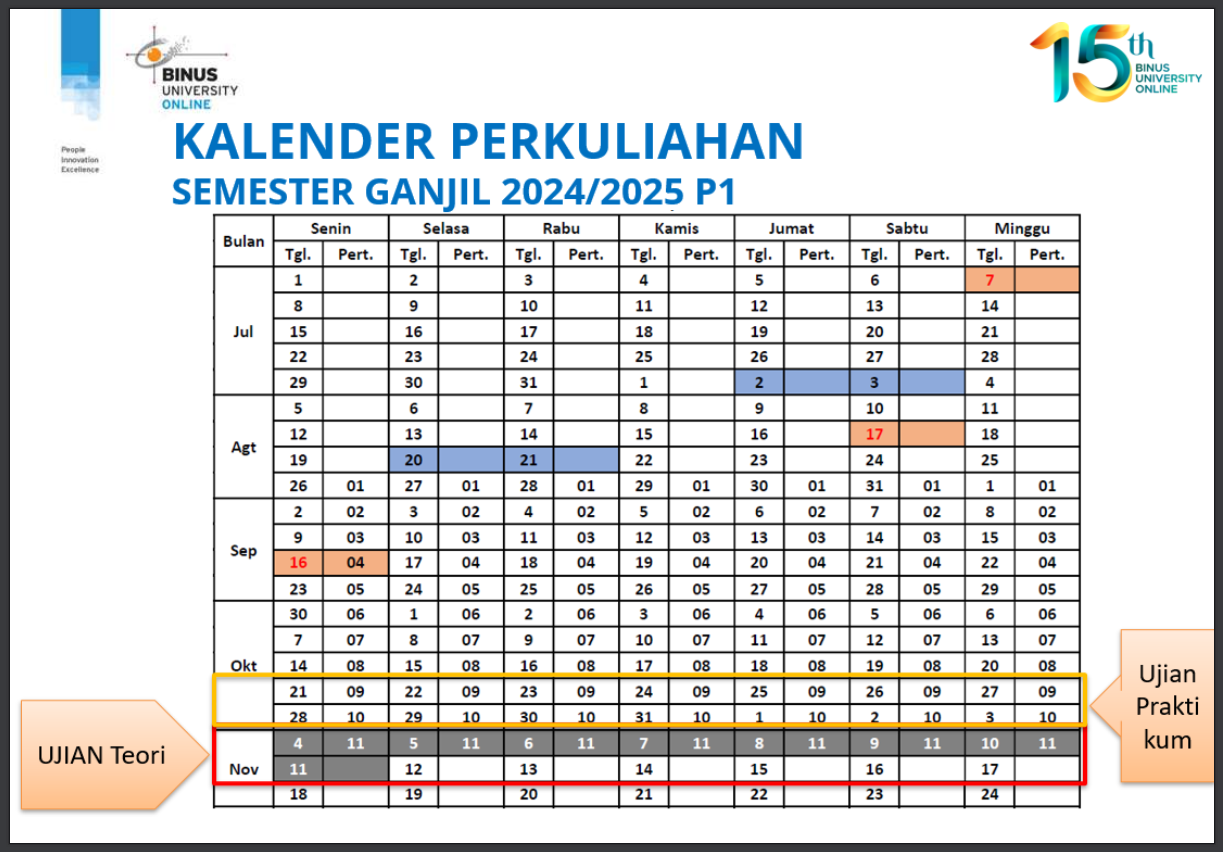 People
Innovation
Excellence
BINUS
UNIVERSITY
ONLINE
15th
BINUS
UNIVERSITY
ONLINE
KALENDER PERKULIAHAN
SEMESTER GANJIL 2024/2025 P1
Bulan Senin Selasa Rabu Kamis Jumat Sabtu Minggu
Tgl. Pert. Tgl. Pert. Tgl. Pert. Tgl. Pert. Tgl. Pert. Tgl. Pert. Tgl. Pert.
1 2 3 4 5 6 7
8 9 10 11 12 13 14
Jul 15 16 17 18 19 20 21
22 23 24 25 26 27 28
29 30 31 1 2 3 4
5 6 7 8 9 10 11
Agt 12 13 14 15 16 17 18
19 20 21 22 23 24 25
26 01 27 01 28 01 29 01 30 01 31 01 1 01
2 02 3 02 4 02 5 02 6 02 7 02 8 02
9 03 10 03 11 03 12 03 13 03 14 03 15 03
Sep 16 04 17 04 18 04 19 04 20 04 21 04 22 04
23 05 24 05 25 05 26 05 27 05 28 05 29 05
30 06 1 06 2 06 3 06 4 06 5 06 6 06
7 07 8 07 9 07 10 07 11 07 12 07 13 07
Okt 14 08 15 08 16 08 17 08 18 08 19 08 20 08
21 09 22 09 23 09 24 09 25 09 26 09 27 09
28 10 29 10 30 10 31 10 1 10 2 10 3 10
4 11 5 11 6 11 7 11 8 11 9 11 10 11
Nov 11 12 13 14 15 16 17
18 19 20 21 22 23 24
UJIAN Teori
Ujian
Prakti
kum